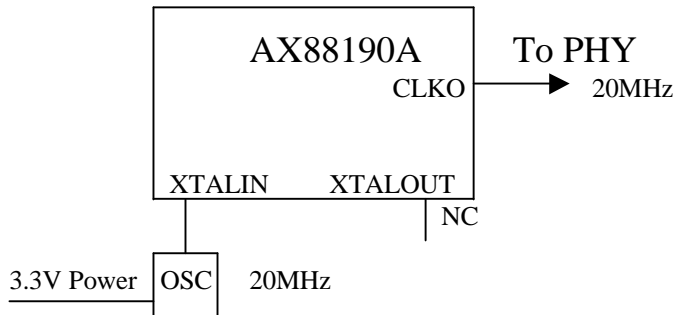 AX88190A
To PHY
CLKO
20MHz
XTALIN
XTALOUT
NC
3.3V Power
OSC
20MHz